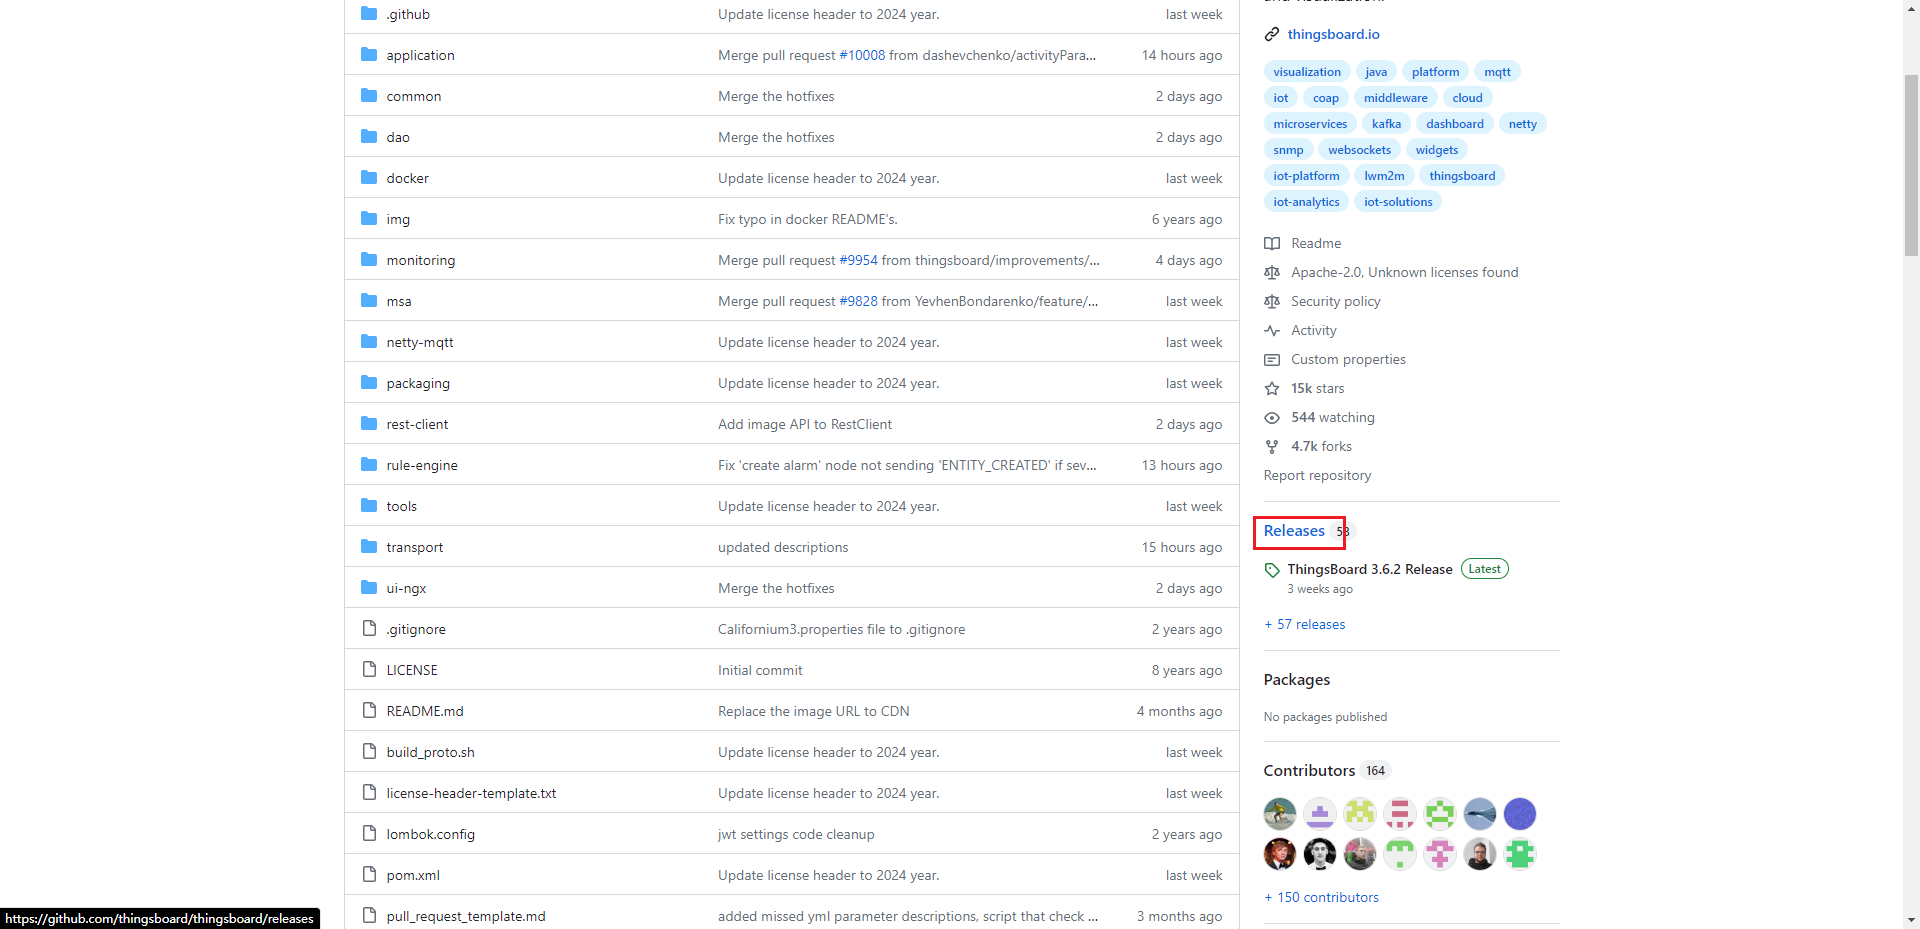 .github Update license header to 2024 year. last week
application Merge pull request #10008 from dashevchenko/activityPara... 14 hours ago
common Merge the hotfixes 2 days ago
dao Merge the hotfixes 2 days ago
docker Update license header to 2024 year. last week
img Fix typo in docker README's. 6 years ago
monitoring Merge pull request #9954 from thingsboard/improvements/... 4 days ago
msa Merge pull request #9828 from YevhenBondarenko/feature/... last week
netty-mqtt Update license header to 2024 year. last week
packaging Update license header to 2024 year. last week
rest-client Add image API to RestClient 2 days ago
rule-engine Fix 'create alarm' node not sending 'ENTITY_CREATED' if sev... 13 hours ago
tools Update license header to 2024 year. last week
transport updated descriptions 15 hours ago
ui-ngx Merge the hotfixes 2 days ago
.gitignore Californium3.properties file to .gitignore 2 years ago
LICENSE Initial commit 8 years ago
README.md Replace the image URL to CDN 4 months ago
build_proto.sh Update license header to 2024 year. last week
license-header-template.txt Update license header to 2024 year. last week
lombok.config jwt settings code cleanup 2 years ago
pom.xml Update license header to 2024 year. last week
pull_request_template.md added missed yml parameter descriptions, script that check ... 3 months ago
thingsboard.io
visualization java platform mqtt
iot coap middleware cloud
microservices kafka dashboard netty
snmp websockets widgets
iot-platform lwm2m thingsboard
iot-analytics iot-solutions
Readme
Apache-2.0, Unknown licenses found
Security policy
Activity
Custom properties
15k stars
544 watching
4.7k forks
Report repository
Releases 58
ThingsBoard 3.6.2 Release Latest
3 weeks ago
+ 57 releases
Packages
No packages published
Contributors 164
+ 150 contributors
https://github.com/thingsboard/thingsboard/releases